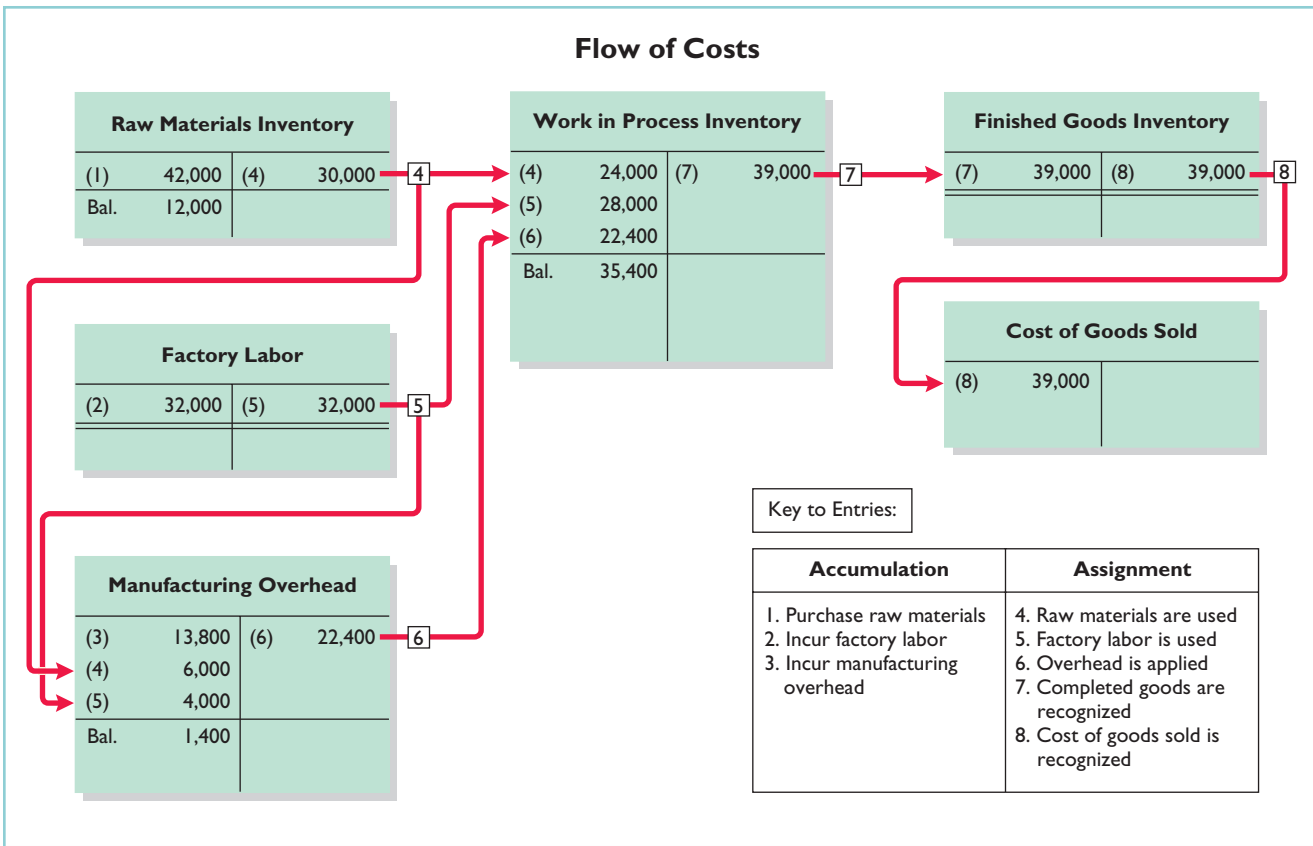 Flow of Costs
Raw Materials Inventory
(1) 42,000 (4) 30,000 4
Bal. 12,000
Work in Process Inventory
(4) 24,000 (7) 39,000 7
(5) 28,000
(6) 22,400
Bal. 35,400
Finished Goods Inventory
(7) 39,000 (8) 39,000 8
Factory Labor
(2) 32,000 (5) 32,000 5
Cost of Goods Sold
(8) 39,000
Manufacturing Overhead
(3) 13,800 (6) 22,400 6
(4) 6,000
(5) 4,000
Bal. 1,400
Key to Entries:
Accumulation
1. Purchase raw materials
2. Incur factory labor
3. Incur manufacturing
overhead
Assignment
4. Raw materials are used
5. Factory labor is used
6. Overhead is applied
7. Completed goods are
recognized
8. Cost of goods sold is
recognized